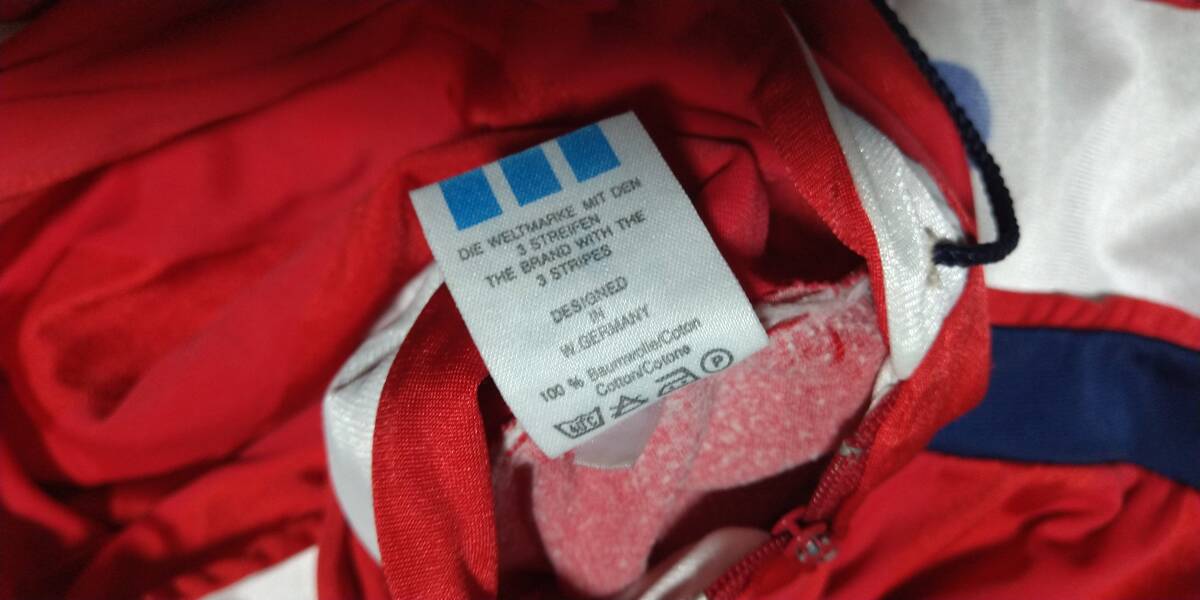 DIE WELTMARKE MIT DEN
3 STREIFEN
THE BRAND WITH THE
3 STRIPES
DESIGNED
IN
W. GERMANY
100 % Baumwolle/Coton
Cotton/Cotone
40°C P